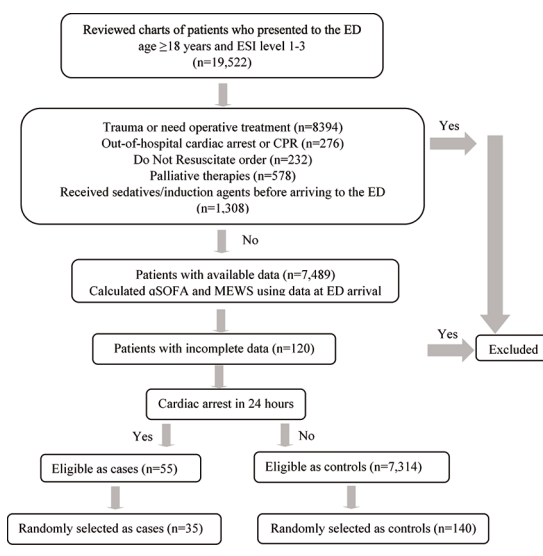 Reviewed charts of patients who presented to the ED
age ≥18 years and ESI level 1-3
(n=19,522)
Trauma or need operative treatment (n=8394)
Out-of-hospital cardiac arrest or CPR (n=276)
Do Not Resuscitate order (n=232)
Palliative therapies (n=578)
Received sedatives/induction agents before arriving to the ED
(n=1,308)
Yes
No
Patients with available data (n=7,489)
Calculated qSOFA and MEWS using data at ED arrival
Patients with incomplete data (n=120)
Yes
Excluded
Cardiac arrest in 24 hours
Yes
No
Eligible as cases (n=55)
Eligible as controls (n=7,314)
Randomly selected as cases (n=35)
Randomly selected as controls (n=140)